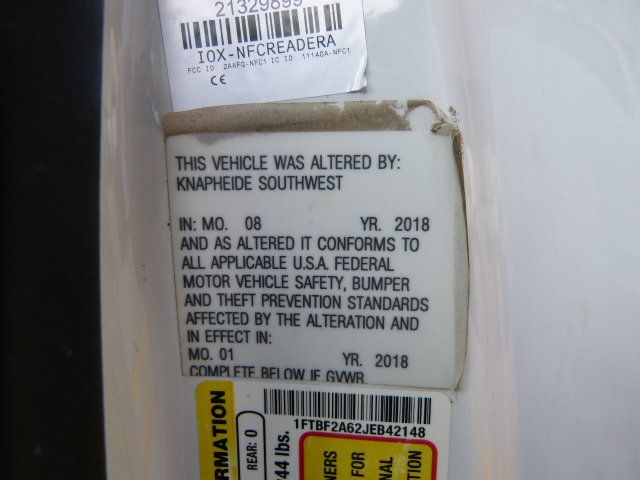 21329899
IOX-NFCREADERA
FCC ID: 2AAFQ-NFC1 IC ID: 11140A-NFC1
CE
THIS VEHICLE WAS ALTERED BY:
KNAPHEIDE SOUTHWEST
IN: MO. 08 YR. 2018
AND AS ALTERED IT CONFORMS TO
ALL APPLICABLE U.S.A. FEDERAL
MOTOR VEHICLE SAFETY, BUMPER
AND THEFT PREVENTION STANDARDS
AFFECTED BY THE ALTERATION AND
IN EFFECT IN:
MO. 01 YR. 2018
COMPLETE BELOW IF GVWR
1FTBF2A62JEB42148
REAR: 0
44 lbs.
FOR